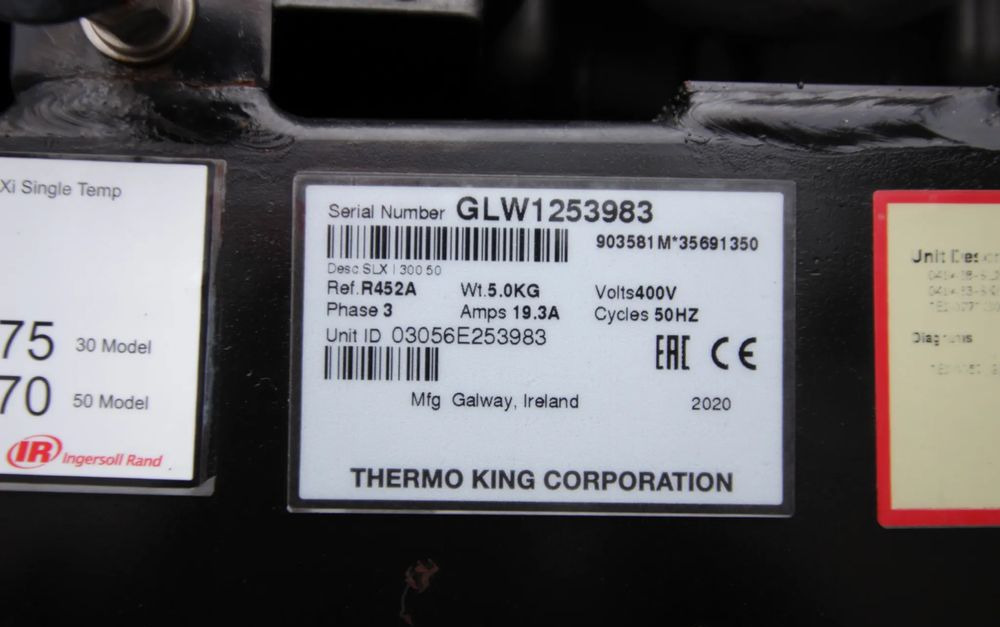 Xi Single Temp
75 30 Model
70 50 Model
IR Ingersoll Rand
Serial Number GLW1253983
903581M*35691350
Desc SLX i 300 50
Ref.R452A Wt.5.0KG Volts400V
Phase 3 Amps 19.3A Cycles 50HZ
Unit ID 03056E253983
EAC CE
Mfg Galway, Ireland 2020
THERMO KING CORPORATION
Unit